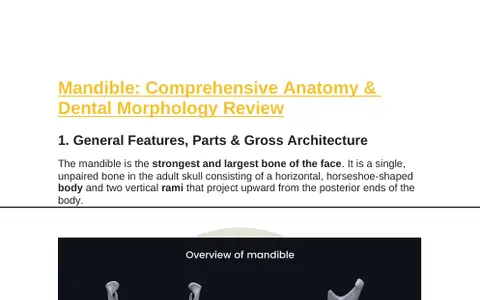 Mandible: Comprehensive Anatomy &
Dental Morphology Review
1. General Features, Parts & Gross Architecture
The mandible is the strongest and largest bone of the face. It is a single,
unpaired bone in the adult skull consisting of a horizontal, horseshoe-shaped
body and two vertical rami that project upward from the posterior ends of the
body.
Overview of mandible